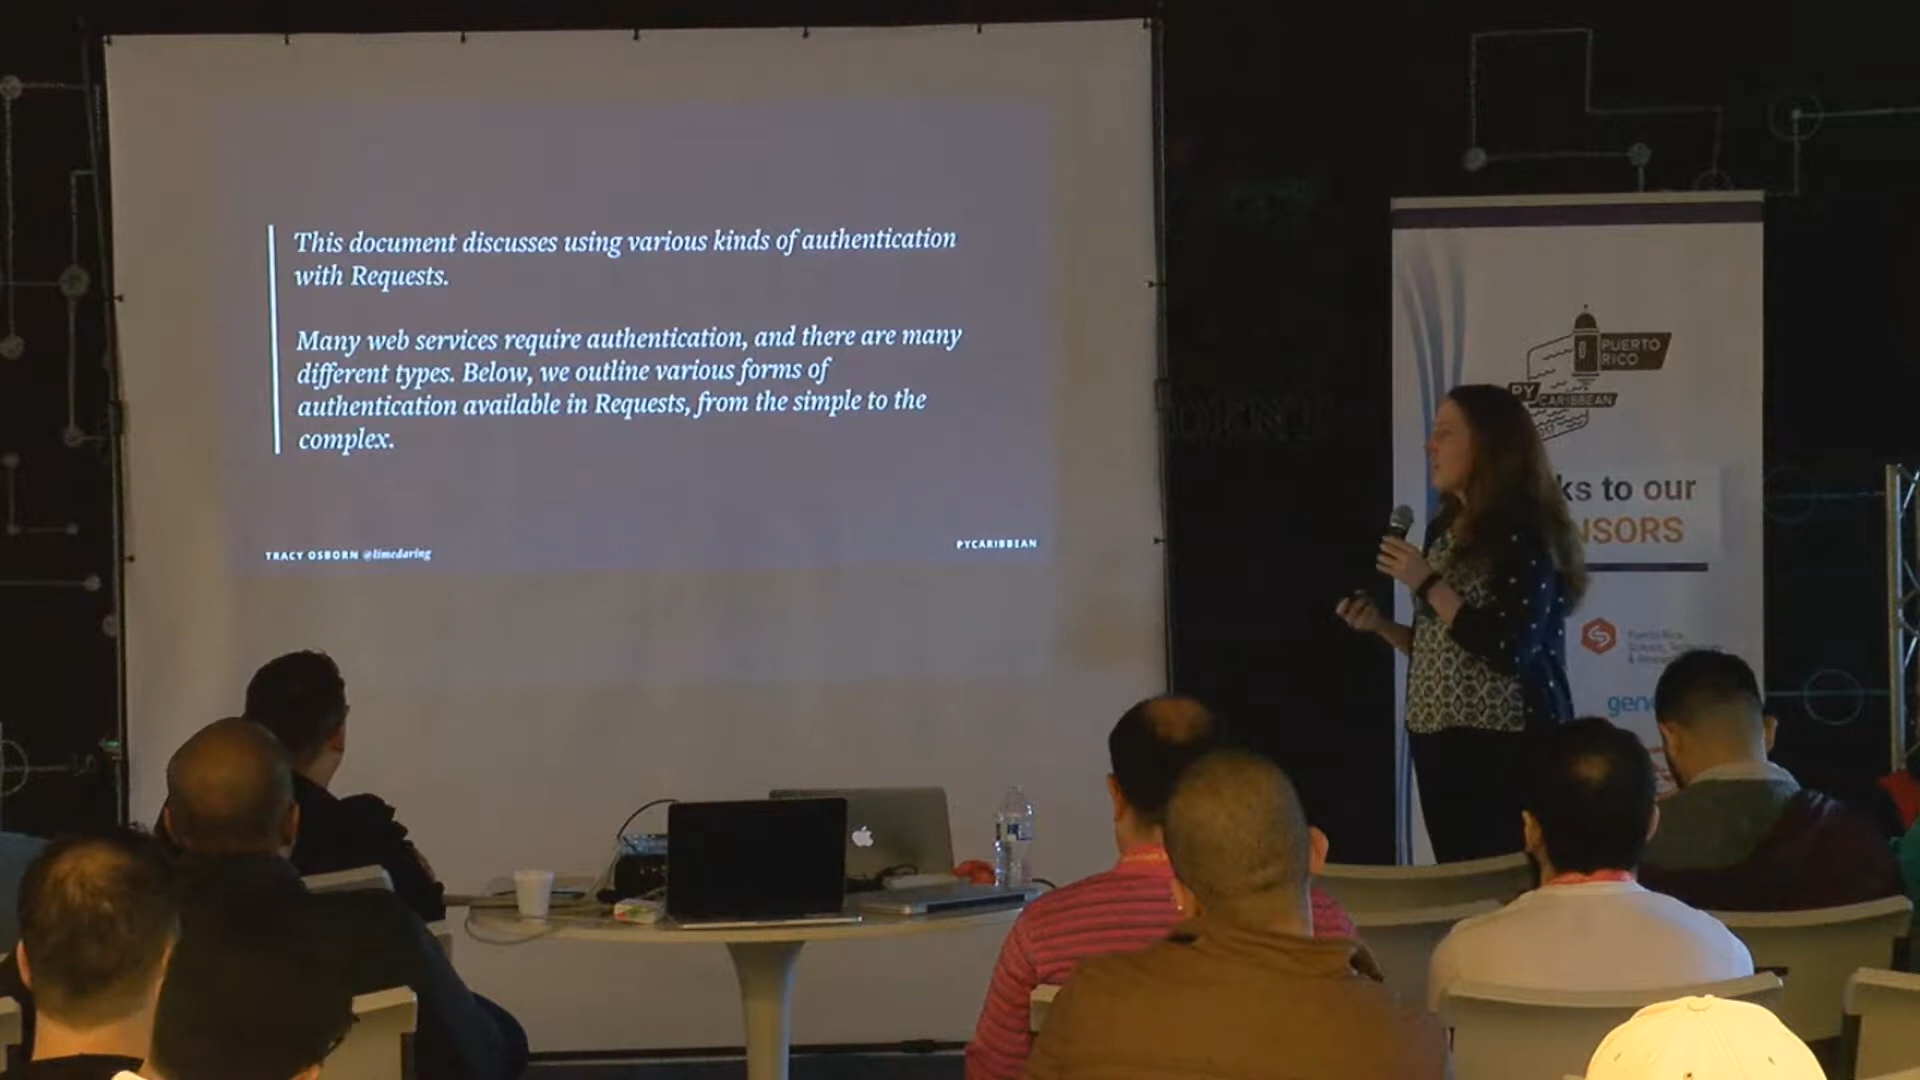 This document discusses using various kinds of authentication
with Requests.
Many web services require authentication, and there are many
different types. Below, we outline various forms of
authentication available in Requests, from the simple to the
complex.
TRACY OSBORN @limedaring
PYCARIBBEAN
PUERTO
RICO
PY
CARIBBEAN
ks to our
NSORS
Puerto Rico
gen